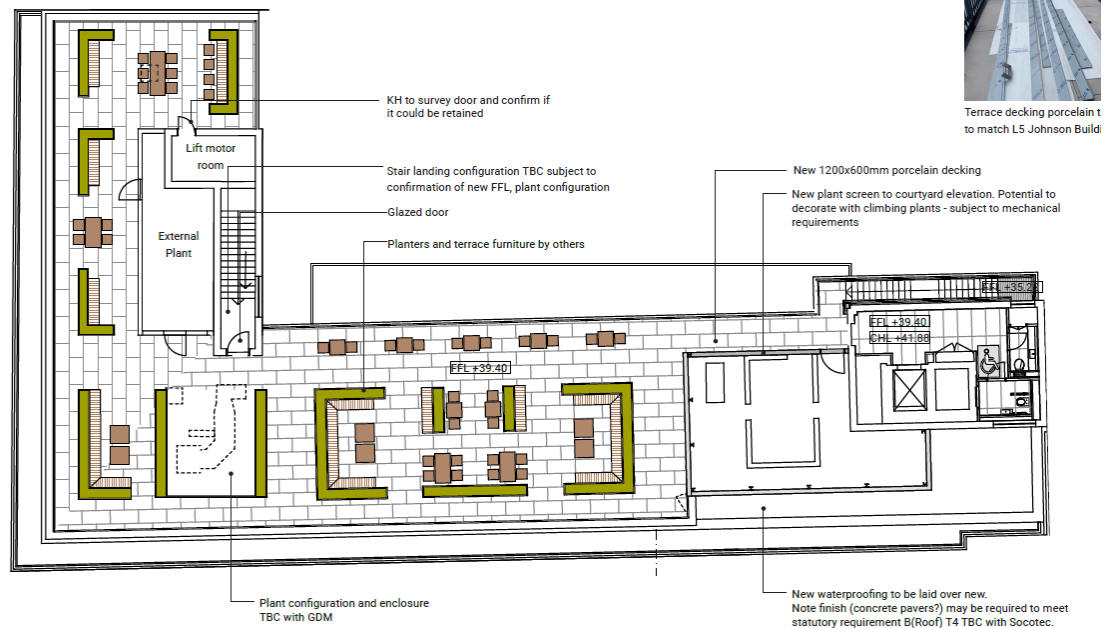 Terrace decking porcelain t
to match L5 Johnson Buildi
KH to survey door and confirm if
it could be retained
Lift motor
room
Stair landing configuration TBC subject to
confirmation of new FFL, plant configuration
New 1200x600mm porcelain decking
New plant screen to courtyard elevation. Potential to
decorate with climbing plants - subject to mechanical
requirements
Glazed door
External
Plant
Planters and terrace furniture by others
FFL +35.28
FFL +39.40
CHL +41.88
FFL +39.40
Plant configuration and enclosure
TBC with GDM
New waterproofing to be laid over new.
Note finish (concrete pavers?) may be required to meet
statutory requirement B(Roof) T4 TBC with Socotec.